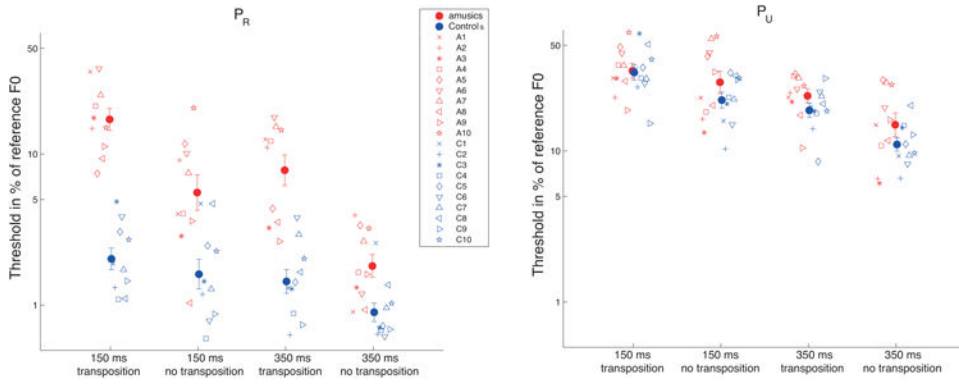 P_R
Threshold in % of reference F0
50
10
5
1
150 ms
transposition
150 ms
no transposition
350 ms
transposition
350 ms
no transposition
amusics
Controls
A1
A2
A3
A4
A5
A6
A7
A8
A9
A10
C1
C2
C3
C4
C5
C6
C7
C8
C9
C10
P_U
Threshold in % of reference F0
50
10
5
1
150 ms
transposition
150 ms
no transposition
350 ms
transposition
350 ms
no transposition